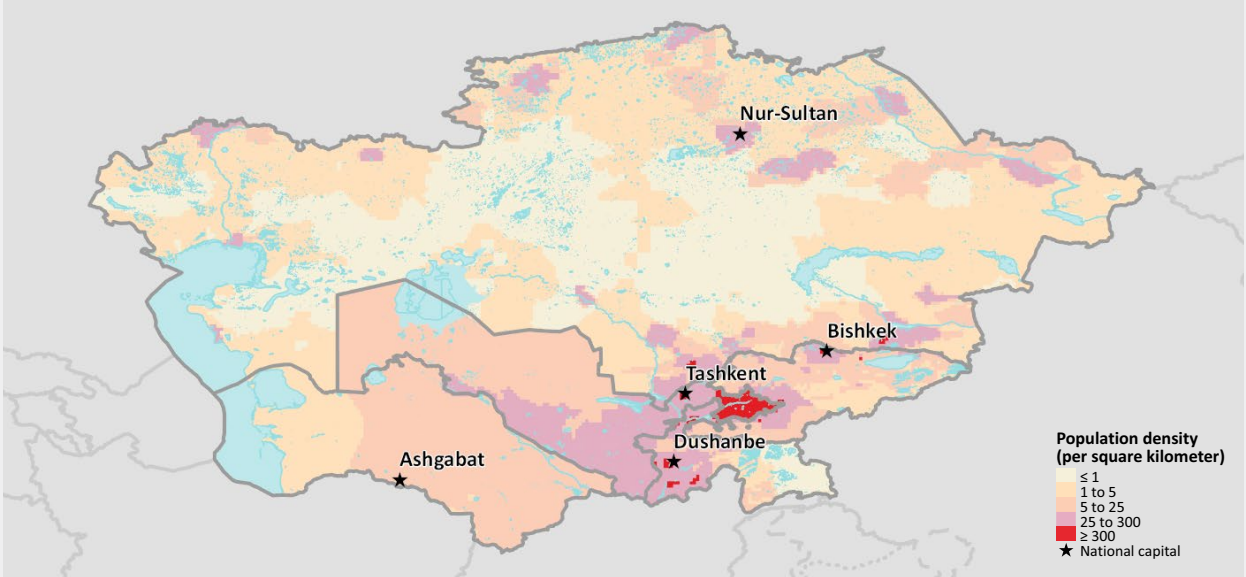 Nur-Sultan
Bishkek
Tashkent
Dushanbe
Ashgabat
Population density
(per square kilometer)
≤ 1
1 to 5
5 to 25
25 to 300
≥ 300
National capital